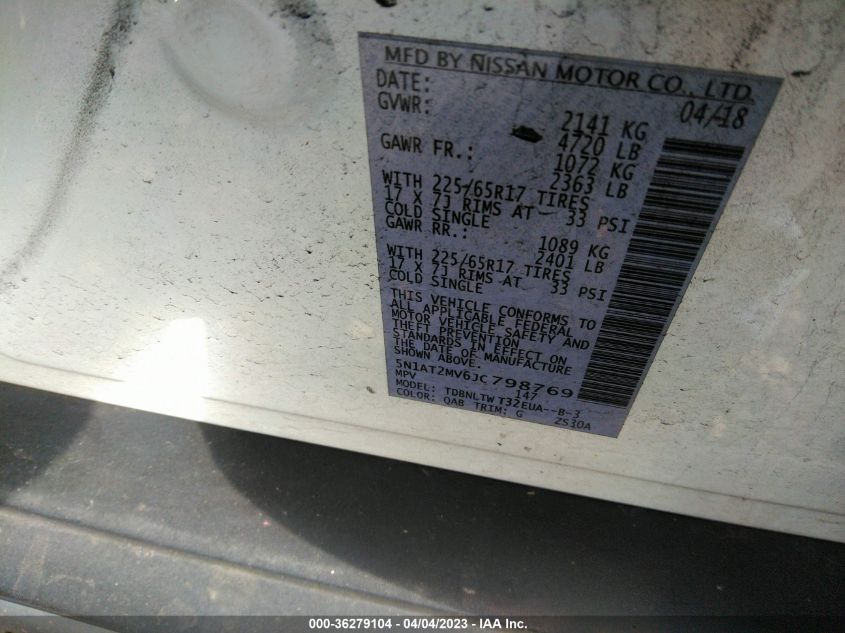 MFD BY NISSAN MOTOR CO., LTD.
DATE: 04/18
GVWR: 2141 KG
4720 LB
GAWR FR.: 1072 KG
2363 LB
WITH 225/65R17 TIRES
17 X 7J RIMS AT 33 PSI
COLD SINGLE
GAWR RR.: 1089 KG
2401 LB
WITH 225/65R17 TIRES
17 X 7J RIMS AT 33 PSI
COLD SINGLE
THIS VEHICLE CONFORMS TO
ALL APPLICABLE FEDERAL
MOTOR VEHICLE SAFETY AND
THEFT PREVENTION
STANDARDS IN EFFECT ON
THE DATE OF MANUFACTURE
SHOWN ABOVE.
5N1AT2MV6JC798769
MPV 147
MODEL: TDBNLTWT32EUA--B-3
COLOR: QAB TRIM: G ZS30A
000-36279104 - 04/04/2023 - IAA Inc.